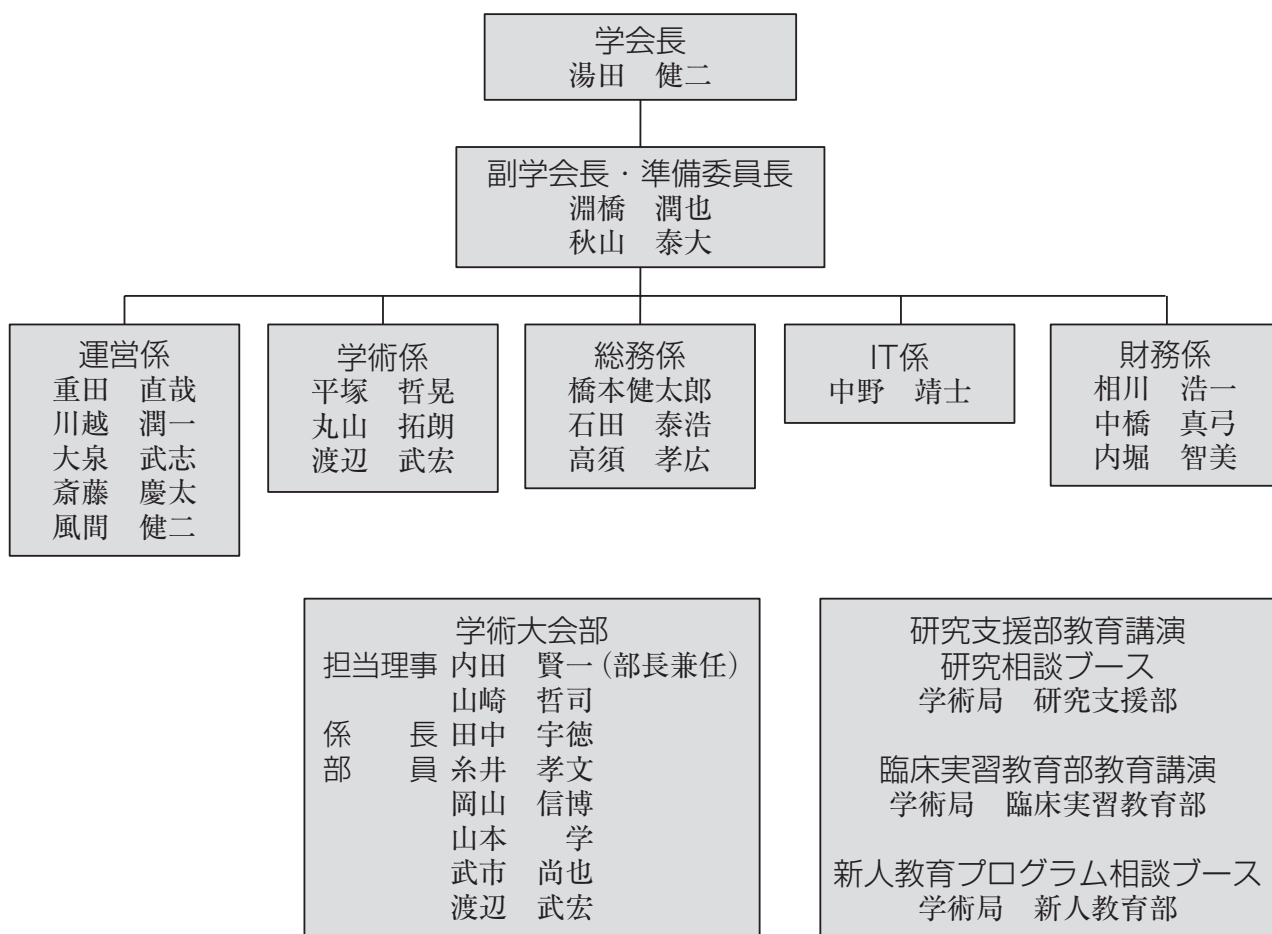 学会長
湯田　健二
副学会長・準備委員長
淵橋　潤也
秋山　泰大
運営係
重田　直哉
川越　潤一
大泉　武志
斎藤　慶太
風間　健二
学術係
平塚　哲晃
丸山　拓朗
渡辺　武宏
総務係
橋本健太郎
石田　泰浩
高須　孝広
IT係
中野　靖士
財務係
相川　浩一
中橋　真弓
内堀　智美
学術大会部
担当理事 内田　賢一（部長兼任）
山崎　哲司
係　長 田中　宇徳
部　員 糸井　孝文
岡山　信博
山本　　学
武市　尚也
渡辺　武宏
研究支援部教育講演
研究相談ブース
学術局　研究支援部
臨床実習教育部教育講演
学術局　臨床実習教育部
新人教育プログラム相談ブース
学術局　新人教育部